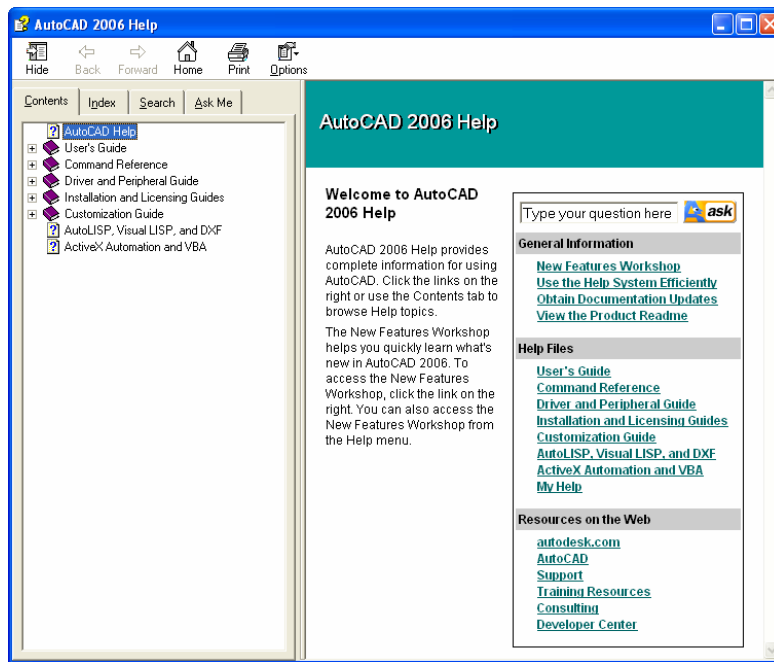 AutoCAD 2006 Help
Hide Back Forward Home Print Options
Contents Index Search Ask Me
AutoCAD Help
User's Guide
Command Reference
Driver and Peripheral Guide
Installation and Licensing Guides
Customization Guide
AutoLISP, Visual LISP, and DXF
ActiveX Automation and VBA
AutoCAD 2006 Help
Welcome to AutoCAD
2006 Help
AutoCAD 2006 Help provides
complete information for using
AutoCAD. Click the links on the
right or use the Contents tab to
browse Help topics.
The New Features Workshop
helps you quickly learn what's
new in AutoCAD 2006. To
access the New Features
Workshop, click the link on the
right. You can also access the
New Features Workshop from
the Help menu.
Type your question here ask
General Information
New Features Workshop
Use the Help System Efficiently
Obtain Documentation Updates
View the Product Readme
Help Files
User's Guide
Command Reference
Driver and Peripheral Guide
Installation and Licensing Guides
Customization Guide
AutoLISP, Visual LISP, and DXF
ActiveX Automation and VBA
My Help
Resources on the Web
autodesk.com
AutoCAD
Support
Training Resources
Consulting
Developer Center